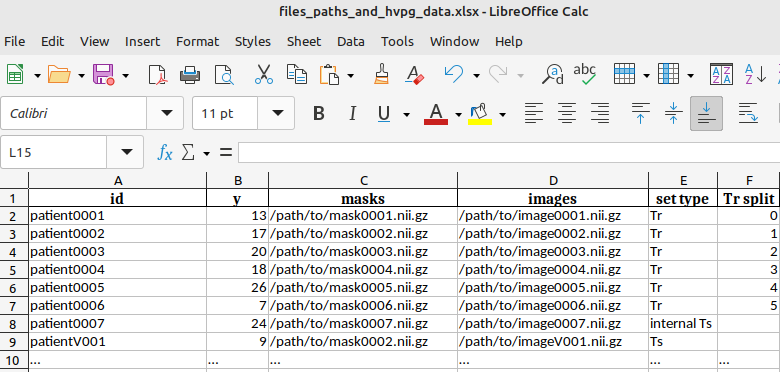 files_paths_and_hvpg_data.xlsx - LibreOffice Calc
File Edit View Insert Format Styles Sheet Data Tools Window Help
abc
Calibri 11 pt B I U A
L15 fx Σ =
A B C D E F
1 id y masks images set type Tr split
2 patient0001 13 /path/to/mask0001.nii.gz /path/to/image0001.nii.gz Tr 0
3 patient0002 17 /path/to/mask0002.nii.gz /path/to/image0002.nii.gz Tr 1
4 patient0003 20 /path/to/mask0003.nii.gz /path/to/image0003.nii.gz Tr 2
5 patient0004 18 /path/to/mask0004.nii.gz /path/to/image0004.nii.gz Tr 3
6 patient0005 26 /path/to/mask0005.nii.gz /path/to/image0005.nii.gz Tr 4
7 patient0006 7 /path/to/mask0006.nii.gz /path/to/image0006.nii.gz Tr 5
8 patient0007 24 /path/to/mask0007.nii.gz /path/to/image0007.nii.gz internal Ts
9 patientV001 9 /path/to/mask0002.nii.gz /path/to/imageV001.nii.gz Ts
10 ... ... ... ... ... ...